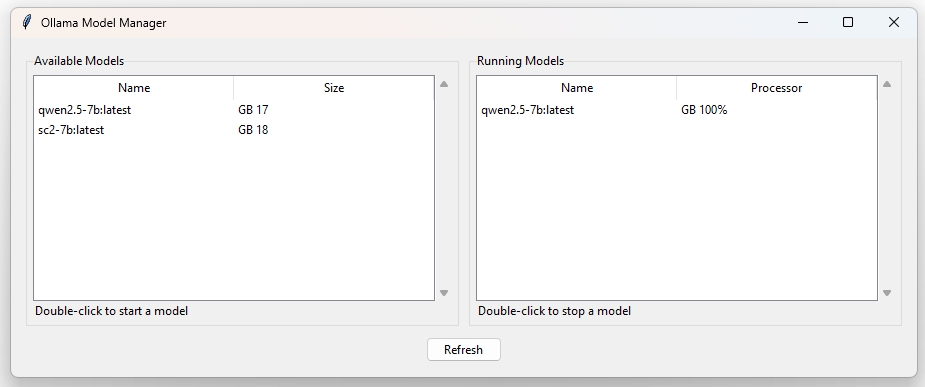 Ollama Model Manager
Available Models
Name Size
qwen2.5-7b:latest GB 17
sc2-7b:latest GB 18
Double-click to start a model
Running Models
Name Processor
qwen2.5-7b:latest GB 100%
Double-click to stop a model
Refresh